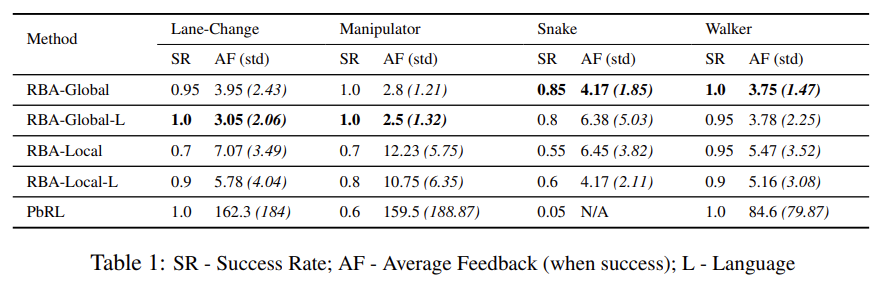 Method Lane-Change Manipulator Snake Walker
SR AF (std) SR AF (std) SR AF (std) SR AF (std)
RBA-Global 0.95 3.95 (2.43) 1.0 2.8 (1.21) 0.85 4.17 (1.85) 1.0 3.75 (1.47)
RBA-Global-L 1.0 3.05 (2.06) 1.0 2.5 (1.32) 0.8 6.38 (5.03) 0.95 3.78 (2.25)
RBA-Local 0.7 7.07 (3.49) 0.7 12.23 (5.75) 0.55 6.45 (3.82) 0.95 5.47 (3.52)
RBA-Local-L 0.9 5.78 (4.04) 0.8 10.75 (6.35) 0.6 4.17 (2.11) 0.9 5.16 (3.08)
PbRL 1.0 162.3 (184) 0.6 159.5 (188.87) 0.05 N/A 1.0 84.6 (79.87)
Table 1: SR - Success Rate; AF - Average Feedback (when success); L - Language